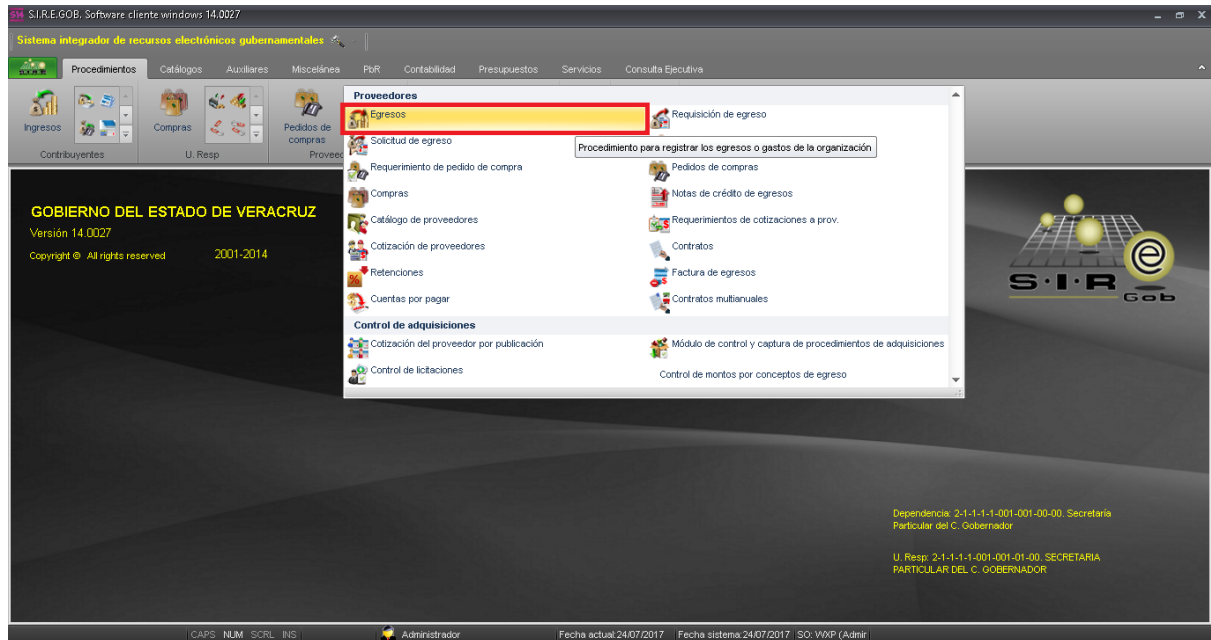 S.I.R.E.GOB. Software cliente windows 14.0027
Sistema integrador de recursos electrónicos gubernamentales
Procedimientos Catálogos Auxiliares Miscelánea PbR Contabilidad Presupuestos Servicios Consulta Ejecutiva
Ingresos
Contribuyentes
Compras
U. Resp
Pedidos de
compras
Provee
Proveedores
Egresos
Requisición de egreso
Solicitud de egreso
Procedimiento para registrar los egresos o gastos de la organización
Requerimiento de pedido de compra
Pedidos de compras
Compras
Notas de crédito de egresos
Catálogo de proveedores
Requerimientos de cotizaciones a prov.
Cotización de proveedores
Contratos
Retenciones
Factura de egresos
Cuentas por pagar
Contratos multianuales
Control de adquisiciones
Cotización del proveedor por publicación
Módulo de control y captura de procedimientos de adquisiciones
Control de licitaciones
Control de montos por conceptos de egreso
GOBIERNO DEL ESTADO DE VERACRUZ
Versión 14.0027
Copyright © All rights reserved 2001-2014
S·I·R e
Gob
Dependencia: 2-1-1-1-1-001-001-00-00. Secretaría
Particular del C. Gobernador
U. Resp: 2-1-1-1-1-001-001-01-00. SECRETARIA
PARTICULAR DEL C. GOBERNADOR
CAPS NUM SCRL INS Administrador Fecha actual:24/07/2017 Fecha sistema:24/07/2017 SO: WXP (Admir